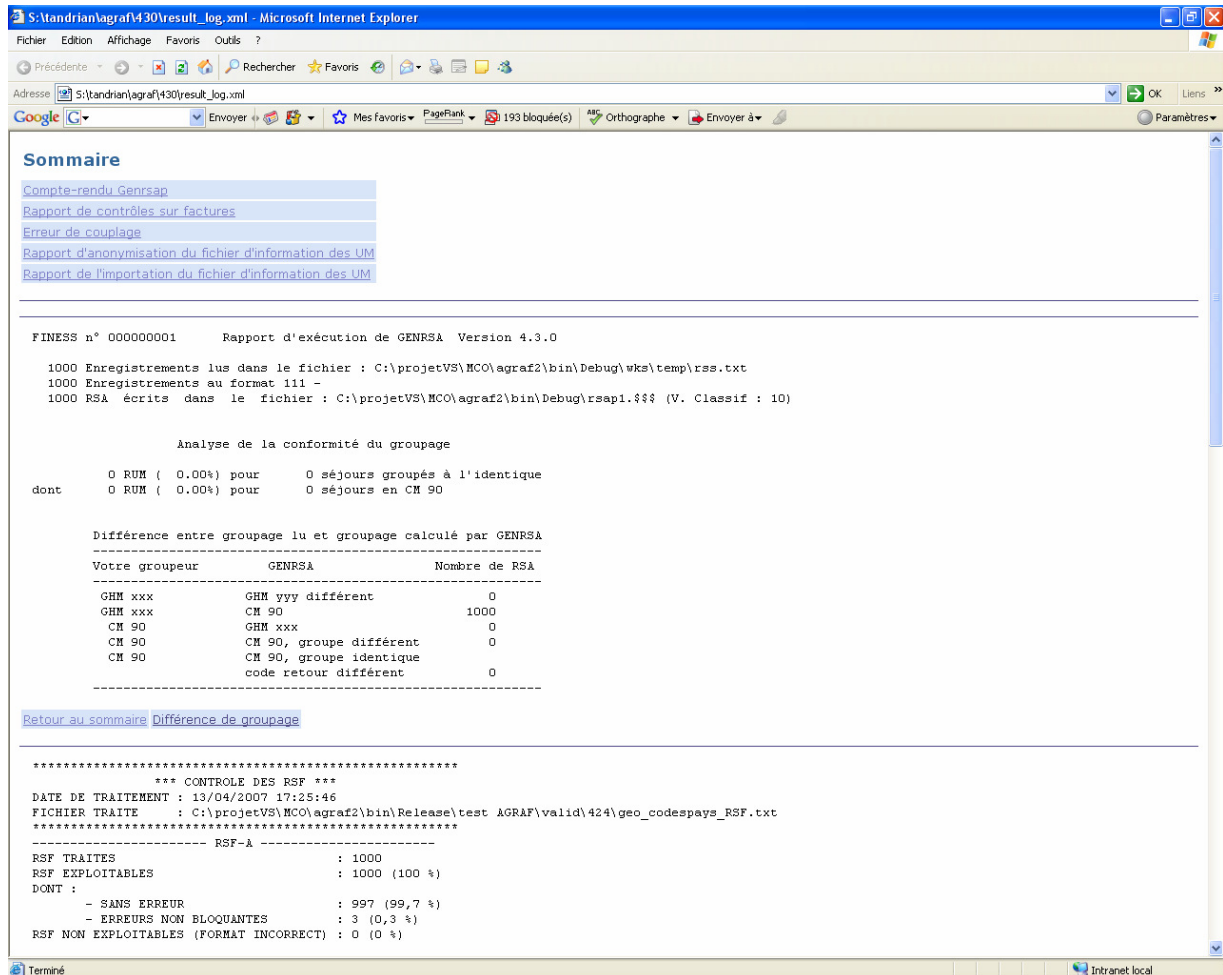 S:\tandrian\agraf\430\result_log.xml - Microsoft Internet Explorer
Fichier Edition Affichage Favoris Outils ?
Précédente Rechercher Favoris
Adresse S:\tandrian\agraf\430\result_log.xml OK Liens »
Google G Envoyer Mes favoris PageRank 193 bloquée(s) ABC Orthographe Envoyer à Paramètres
Sommaire
Compte-rendu Genrsap
Rapport de contrôles sur factures
Erreur de couplage
Rapport d'anonymisation du fichier d'information des UM
Rapport de l'importation du fichier d'information des UM
FINESS n° 000000001 Rapport d'exécution de GENRSA Version 4.3.0
1000 Enregistrements lus dans le fichier : C:\projetVS\MCO\agraf2\bin\Debug\wks\temp\rss.txt
1000 Enregistrements au format 111 -
1000 RSA écrits dans le fichier : C:\projetVS\MCO\agraf2\bin\Debug\rsap1.$$$ (V. Classif : 10)
Analyse de la conformité du groupage
0 RUM ( 0.00%) pour 0 séjours groupés à l'identique
dont 0 RUM ( 0.00%) pour 0 séjours en CM 90
Différence entre groupage lu et groupage calculé par GENRSA
-----------------------------------------------------------
Votre groupeur GENRSA Nombre de RSA
-----------------------------------------------------------
GHM xxx GHM yyy différent 0
GHM xxx CM 90 1000
CM 90 GHM xxx 0
CM 90 CM 90, groupe différent 0
CM 90 CM 90, groupe identique
code retour différent 0
-----------------------------------------------------------
Retour au sommaire Différence de groupage
********************************************************
*** CONTROLE DES RSF ***
DATE DE TRAITEMENT : 13/04/2007 17:25:46
FICHIER TRAITE : C:\projetVS\MCO\agraf2\bin\Release\test AGRAF\valid\424\geo_codespays_RSF.txt
********************************************************
----------------------- RSF-A -----------------------
RSF TRAITES : 1000
RSF EXPLOITABLES : 1000 (100 %)
DONT :
- SANS ERREUR : 997 (99,7 %)
- ERREURS NON BLOQUANTES : 3 (0,3 %)
RSF NON EXPLOITABLES (FORMAT INCORRECT) : 0 (0 %)
Terminé Intranet local